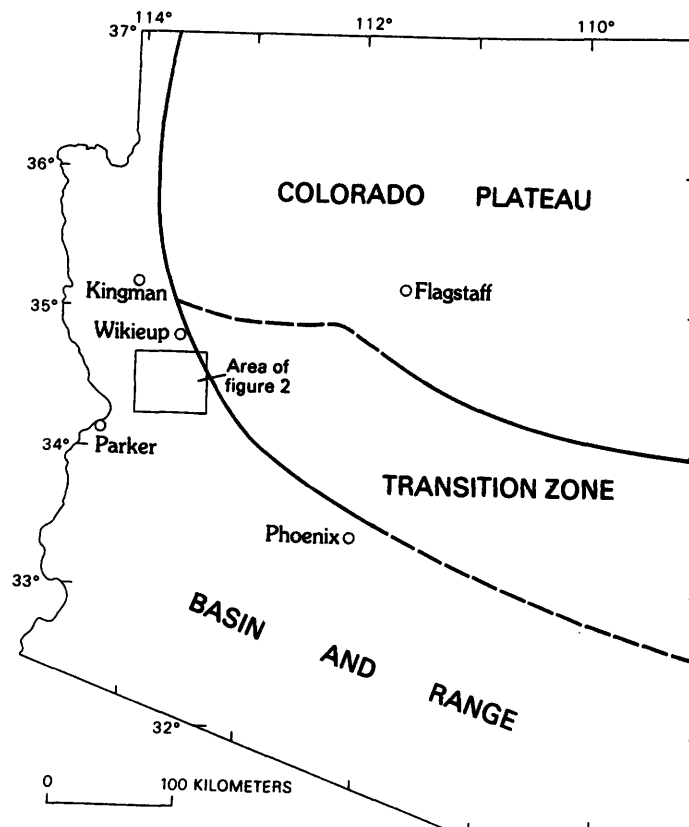 114°
112°
110°
37°
36°
COLORADO PLATEAU
Kingman
Flagstaff
35°
Wikieup
Area of
figure 2
34°
Parker
TRANSITION ZONE
Phoenix
33°
BASIN AND RANGE
32°
0 100 KILOMETERS